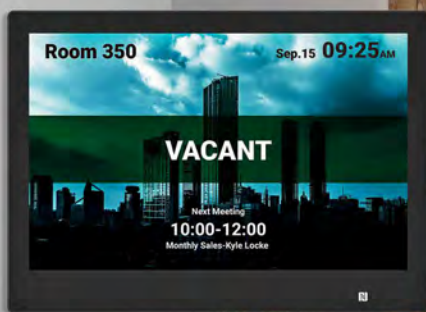 Room 350
Sep.15 09:25AM
VACANT
Next Meeting
10:00-12:00
Monthly Sales-Kyle Locke